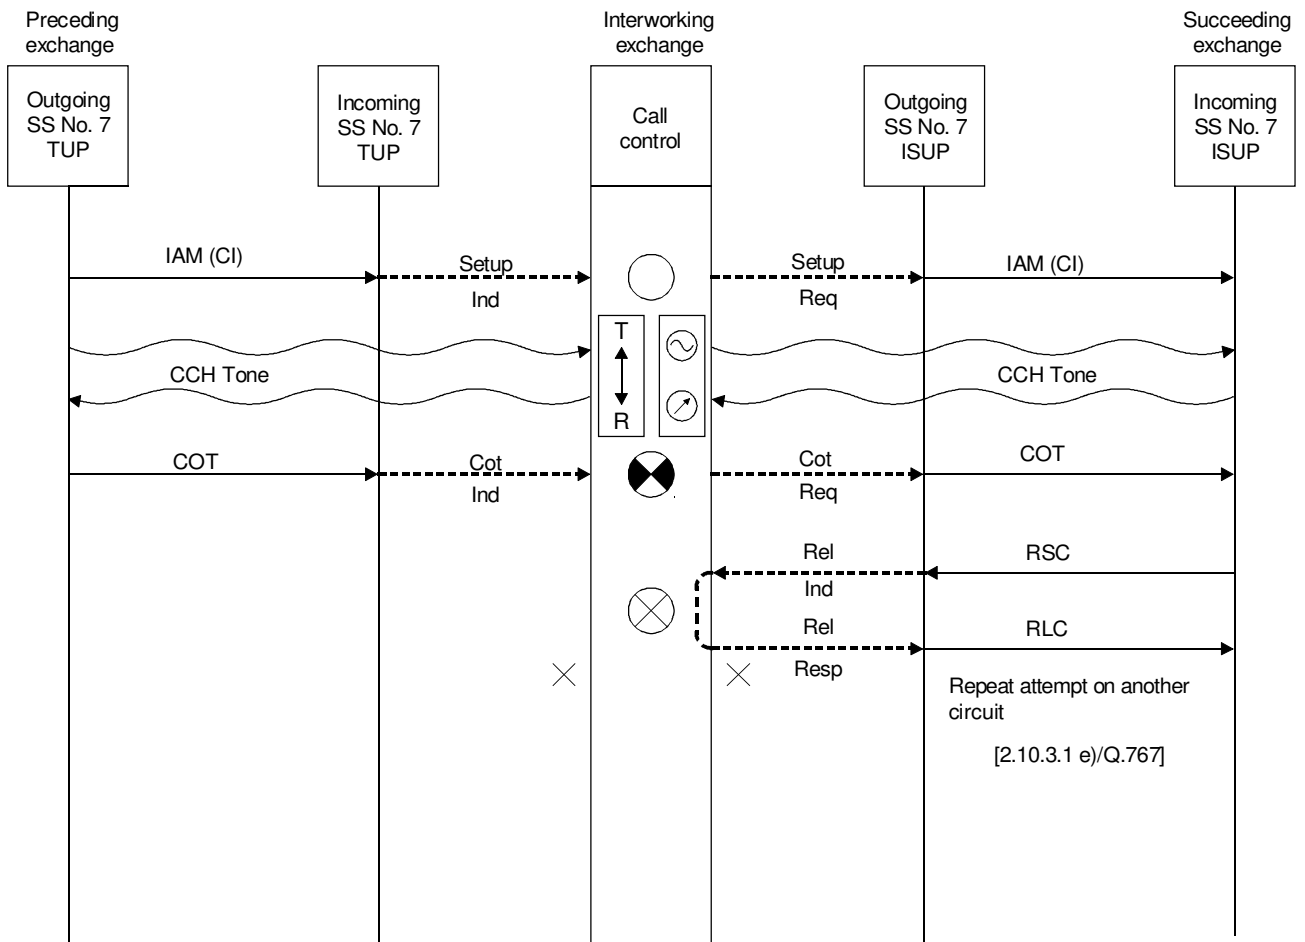 Preceding
exchange
Interworking
exchange
Succeeding
exchange
Outgoing
SS No. 7
TUP
Incoming
SS No. 7
TUP
Call
control
Outgoing
SS No. 7
ISUP
Incoming
SS No. 7
ISUP
IAM (CI)
Setup
Ind
Setup
Req
IAM (CI)
T
R
CCH Tone
CCH Tone
COT
Cot
Ind
Cot
Req
COT
Rel
Ind
RSC
Rel
Resp
RLC
Repeat attempt on another
circuit
[2.10.3.1 e)/Q.767]